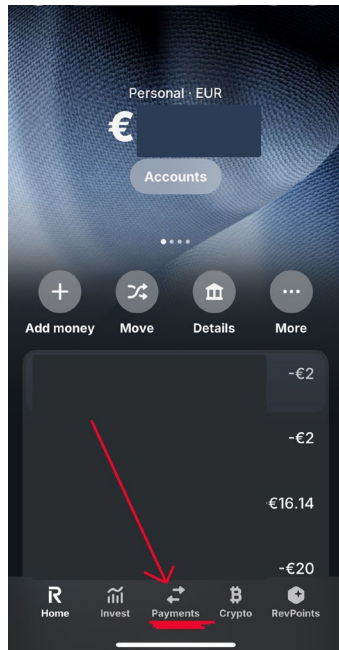 Personal · EUR
€
Accounts
Add money Move Details More
-€2
-€2
€16.14
-€20
Home Invest Payments Crypto RevPoints